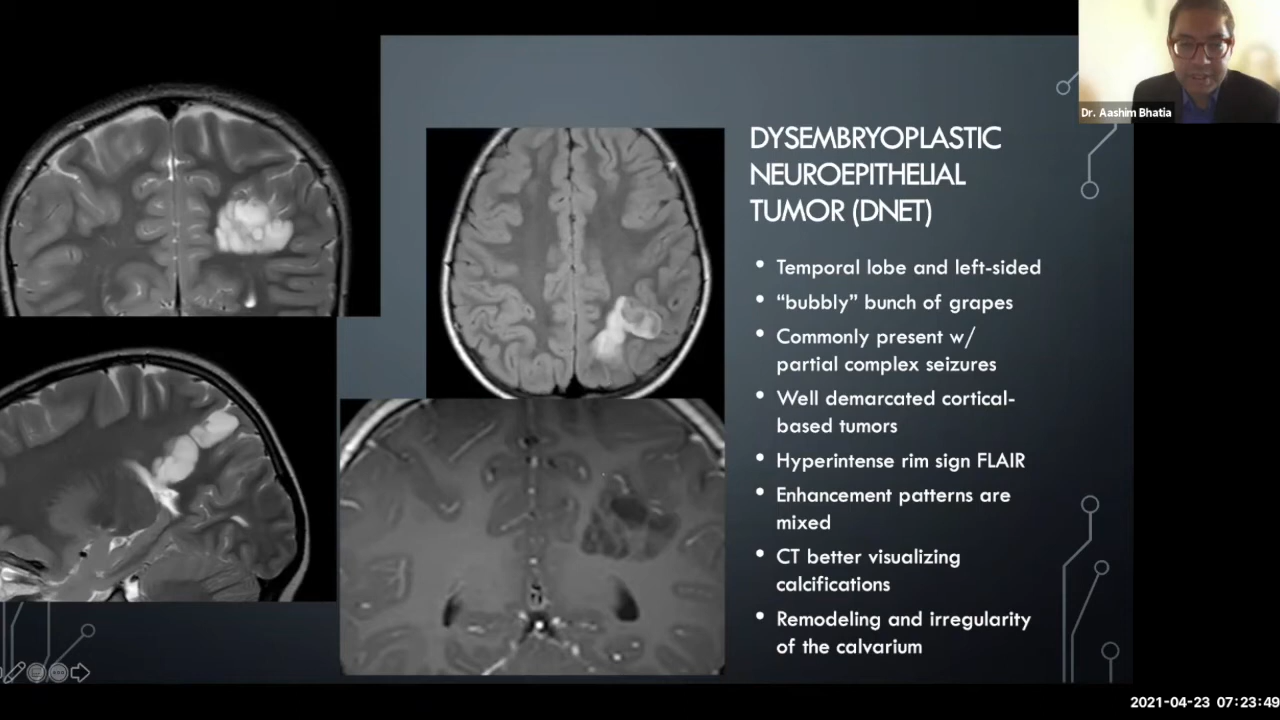 Dr. Aashim Bhatia
DYSEMBRYOPLASTIC
NEUROEPITHELIAL
TUMOR (DNET)
• Temporal lobe and left-sided
• “bubbly” bunch of grapes
• Commonly present w/
partial complex seizures
• Well demarcated cortical-
based tumors
• Hyperintense rim sign FLAIR
• Enhancement patterns are
mixed
• CT better visualizing
calcifications
• Remodeling and irregularity
of the calvarium
2021-04-23 07:23:49